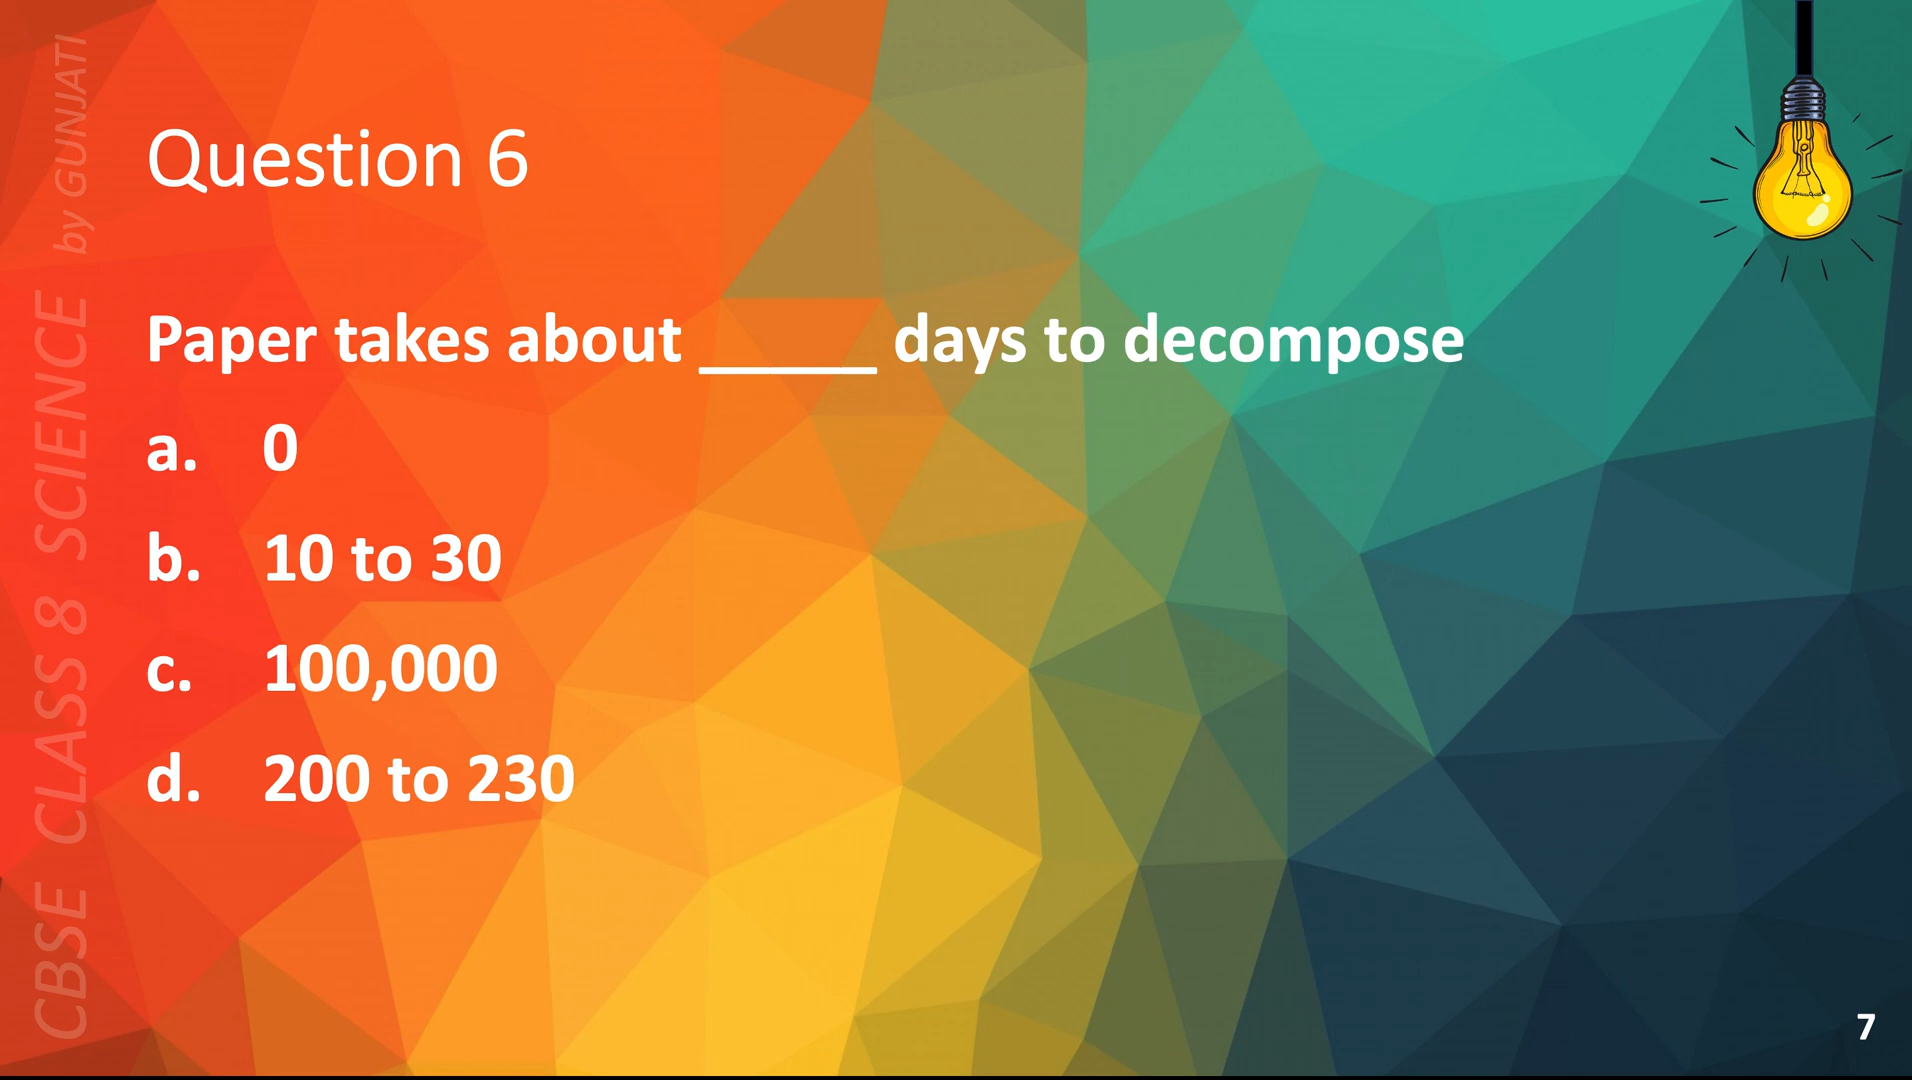 CBSE CLASS 8 SCIENCE by GUNJATI
Question 6
Paper takes about _____ days to decompose
a. 0
b. 10 to 30
c. 100,000
d. 200 to 230
7